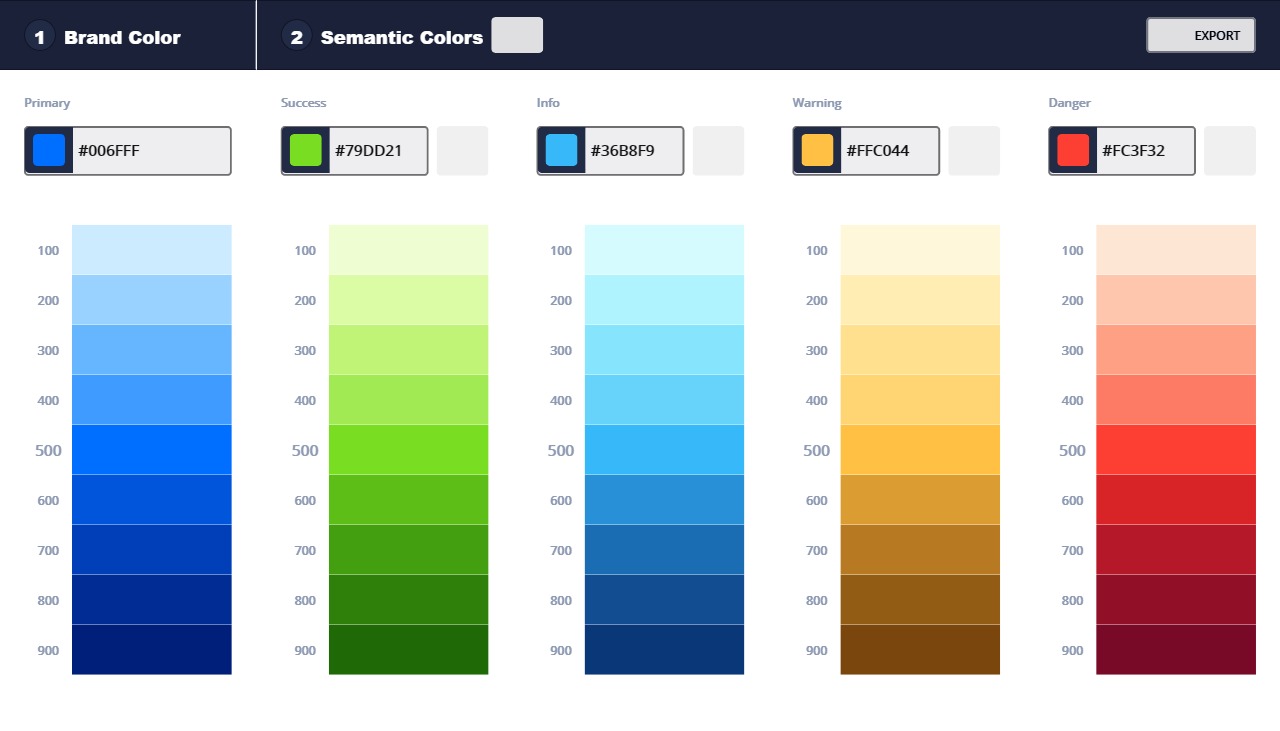 1 Brand Color
2 Semantic Colors
EXPORT
Primary
#006FFF
Success
#79DD21
Info
#36B8F9
Warning
#FFC044
Danger
#FC3F32
100 100 100 100 100
200 200 200 200 200
300 300 300 300 300
400 400 400 400 400
500 500 500 500 500
600 600 600 600 600
700 700 700 700 700
800 800 800 800 800
900 900 900 900 900